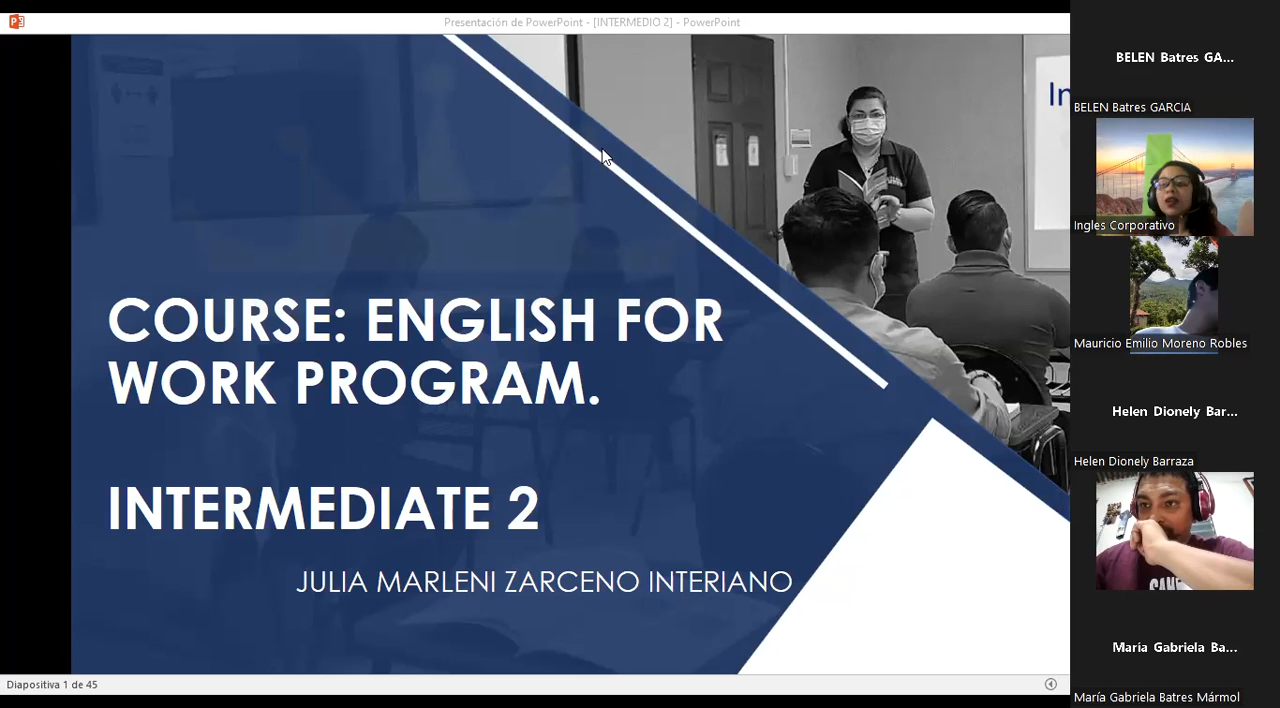 Presentación de PowerPoint - [INTERMEDIO 2] - PowerPoint
In
COURSE: ENGLISH FOR
WORK PROGRAM.
INTERMEDIATE 2
JULIA MARLENI ZARCENO INTERIANO
Diapositiva 1 de 45
BELEN Batres GA...
BELEN Batres GARCIA
Ingles Corporativo
Mauricio Emilio Moreno Robles
Helen Dionely Bar...
Helen Dionely Barraza
María Gabriela Ba...
María Gabriela Batres Mármol